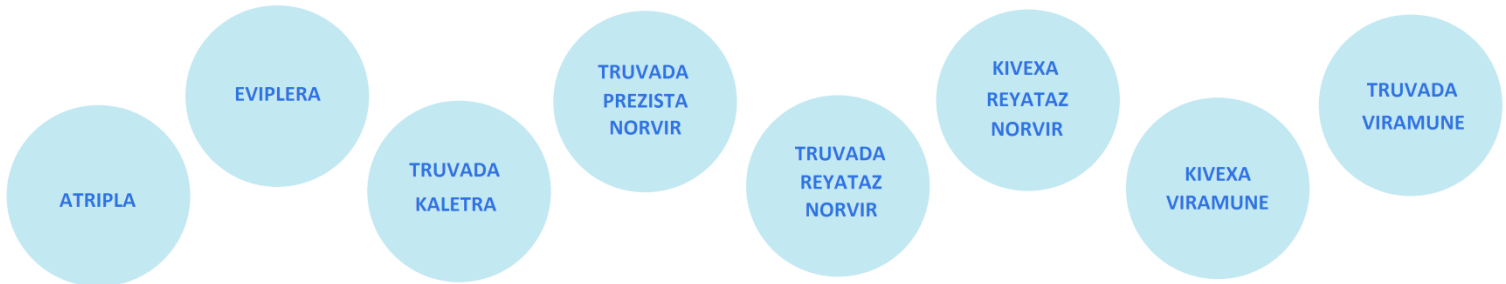 ATRIPLA
EVIPLERA
TRUVADA
KALETRA
TRUVADA
PREZISTA
NORVIR
TRUVADA
REYATAZ
NORVIR
KIVEXA
REYATAZ
NORVIR
KIVEXA
VIRAMUNE
TRUVADA
VIRAMUNE